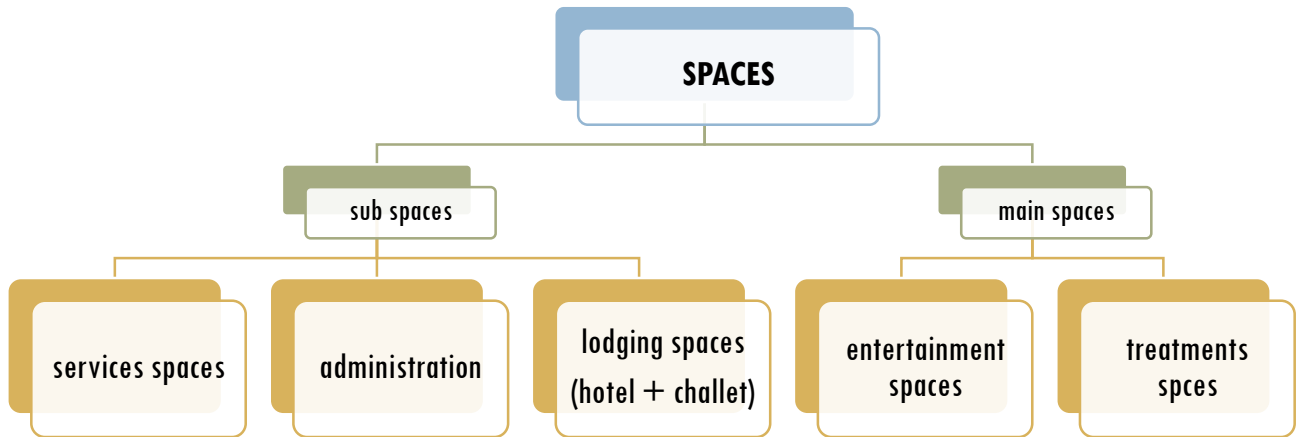 SPACES
sub spaces
main spaces
services spaces
administration
lodging spaces
(hotel + challet)
entertainment
spaces
treatments
spces